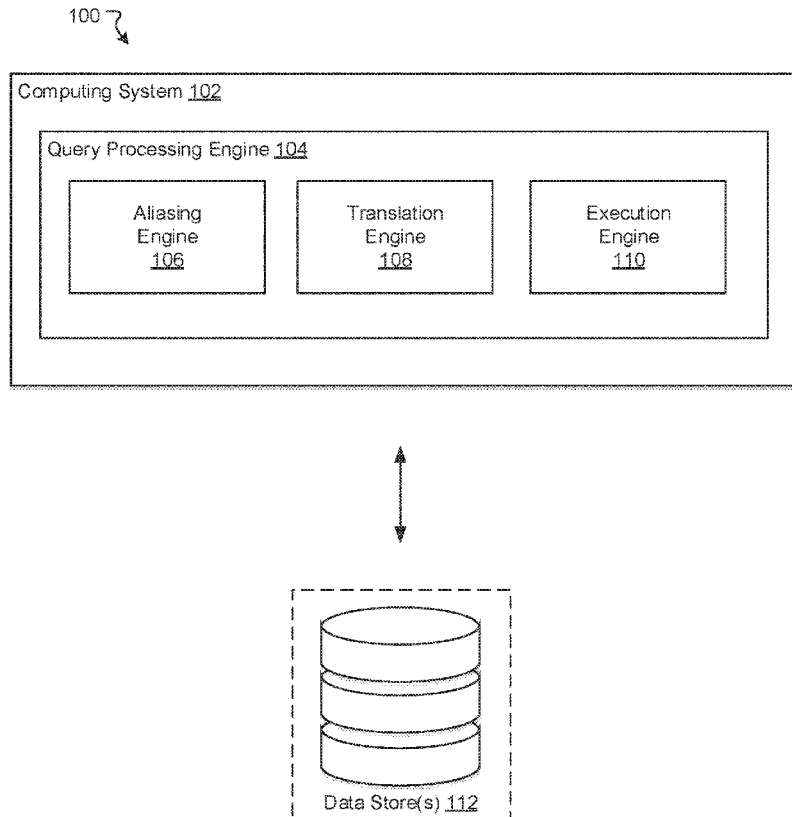 100
Computing System 102
Query Processing Engine 104
Aliasing
Engine
106
Translation
Engine
108
Execution
Engine
110
Data Store(s) 112